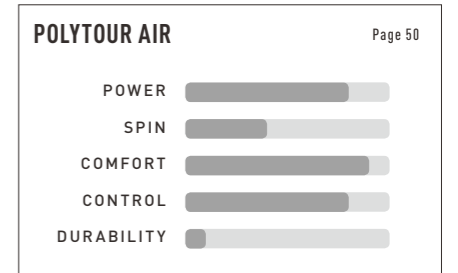 POLYTOUR AIR
Page 50
POWER
SPIN
COMFORT
CONTROL
DURABILITY